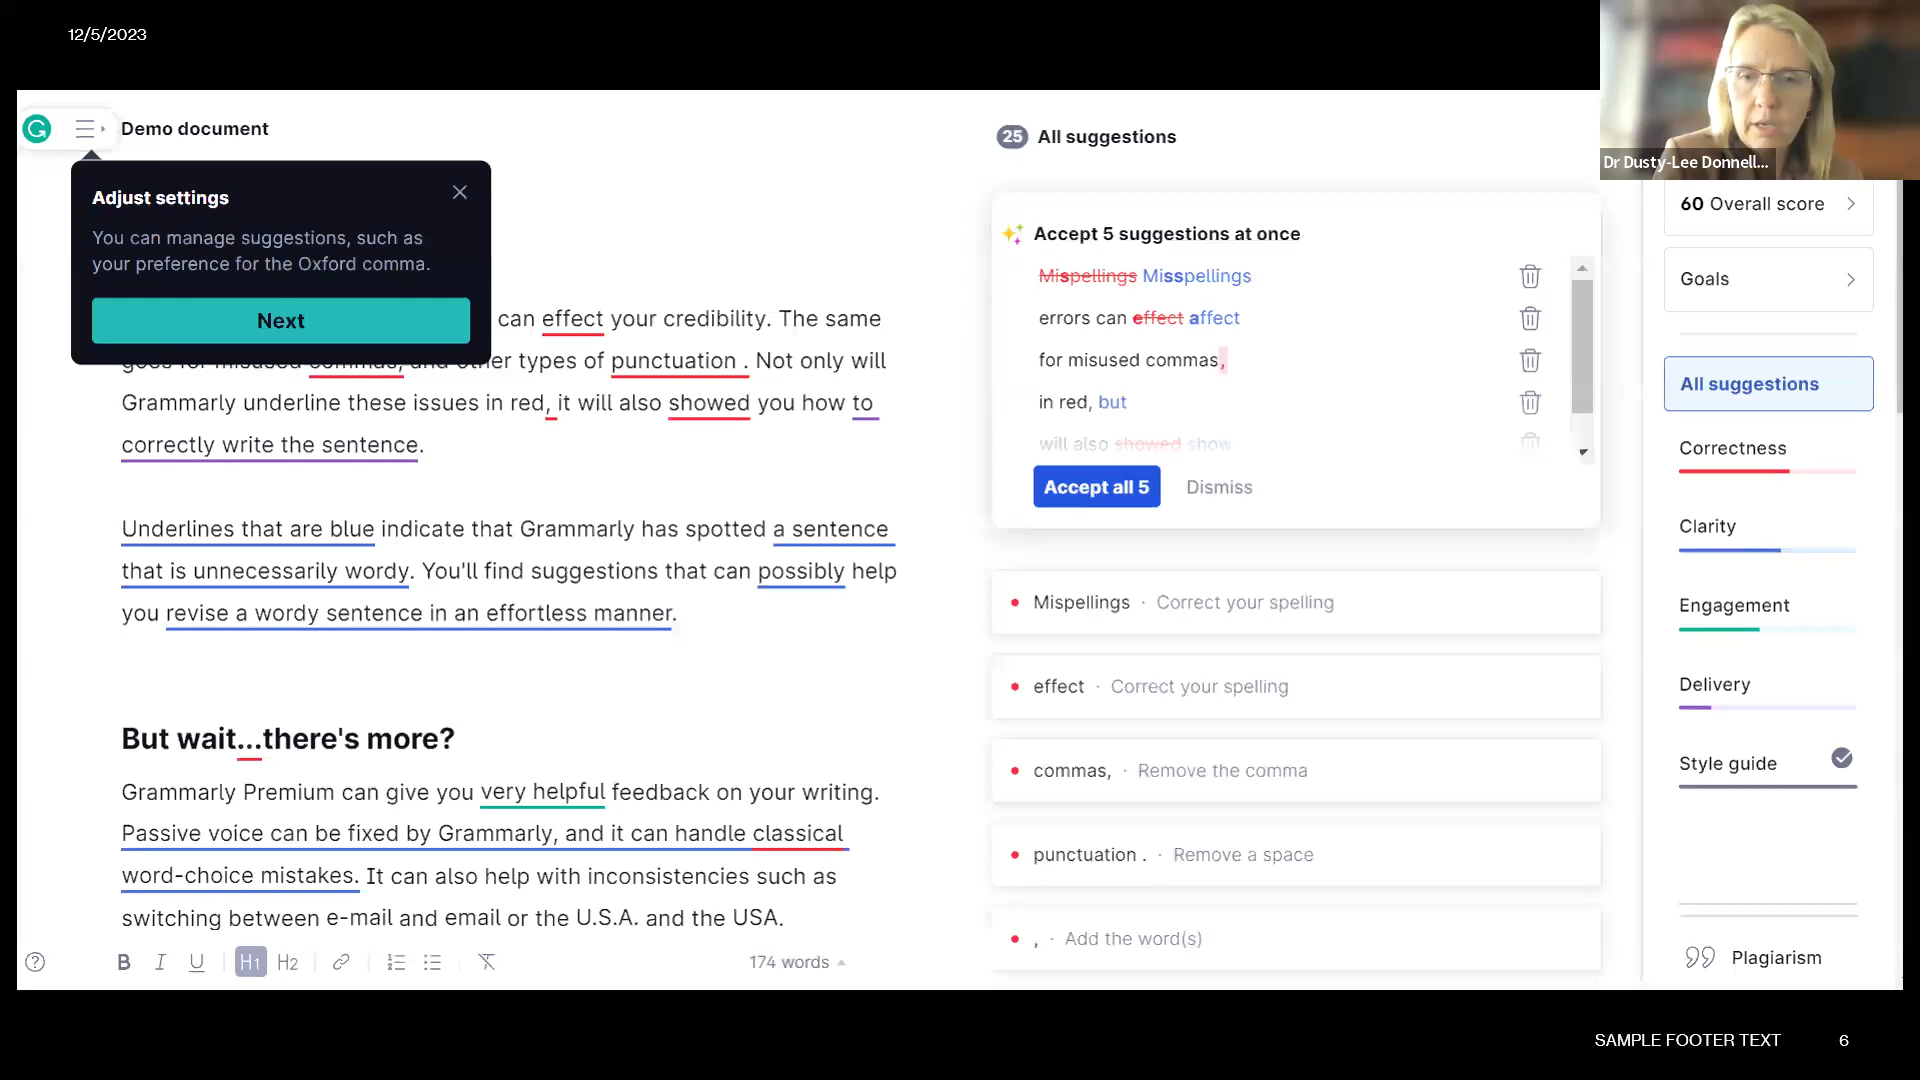 12/5/2023
Dr Dusty-Lee Donnell...
Demo document
Adjust settings
You can manage suggestions, such as
your preference for the Oxford comma.
Next
can effect your credibility. The same
goes for misused commas, and other types of punctuation . Not only will
Grammarly underline these issues in red, it will also showed you how to
correctly write the sentence.
Underlines that are blue indicate that Grammarly has spotted a sentence
that is unnecessarily wordy. You'll find suggestions that can possibly help
you revise a wordy sentence in an effortless manner.
But wait...there's more?
Grammarly Premium can give you very helpful feedback on your writing.
Passive voice can be fixed by Grammarly, and it can handle classical
word-choice mistakes. It can also help with inconsistencies such as
switching between e-mail and email or the U.S.A. and the USA.
B I U H1 H2
174 words
25 All suggestions
Accept 5 suggestions at once
Mispellings Misspellings
errors can effect affect
for misused commas,
in red, but
will also showed show
Accept all 5 Dismiss
Mispellings · Correct your spelling
effect · Correct your spelling
commas, · Remove the comma
punctuation . · Remove a space
, · Add the word(s)
60 Overall score
Goals
All suggestions
Correctness
Clarity
Engagement
Delivery
Style guide
Plagiarism
SAMPLE FOOTER TEXT 6